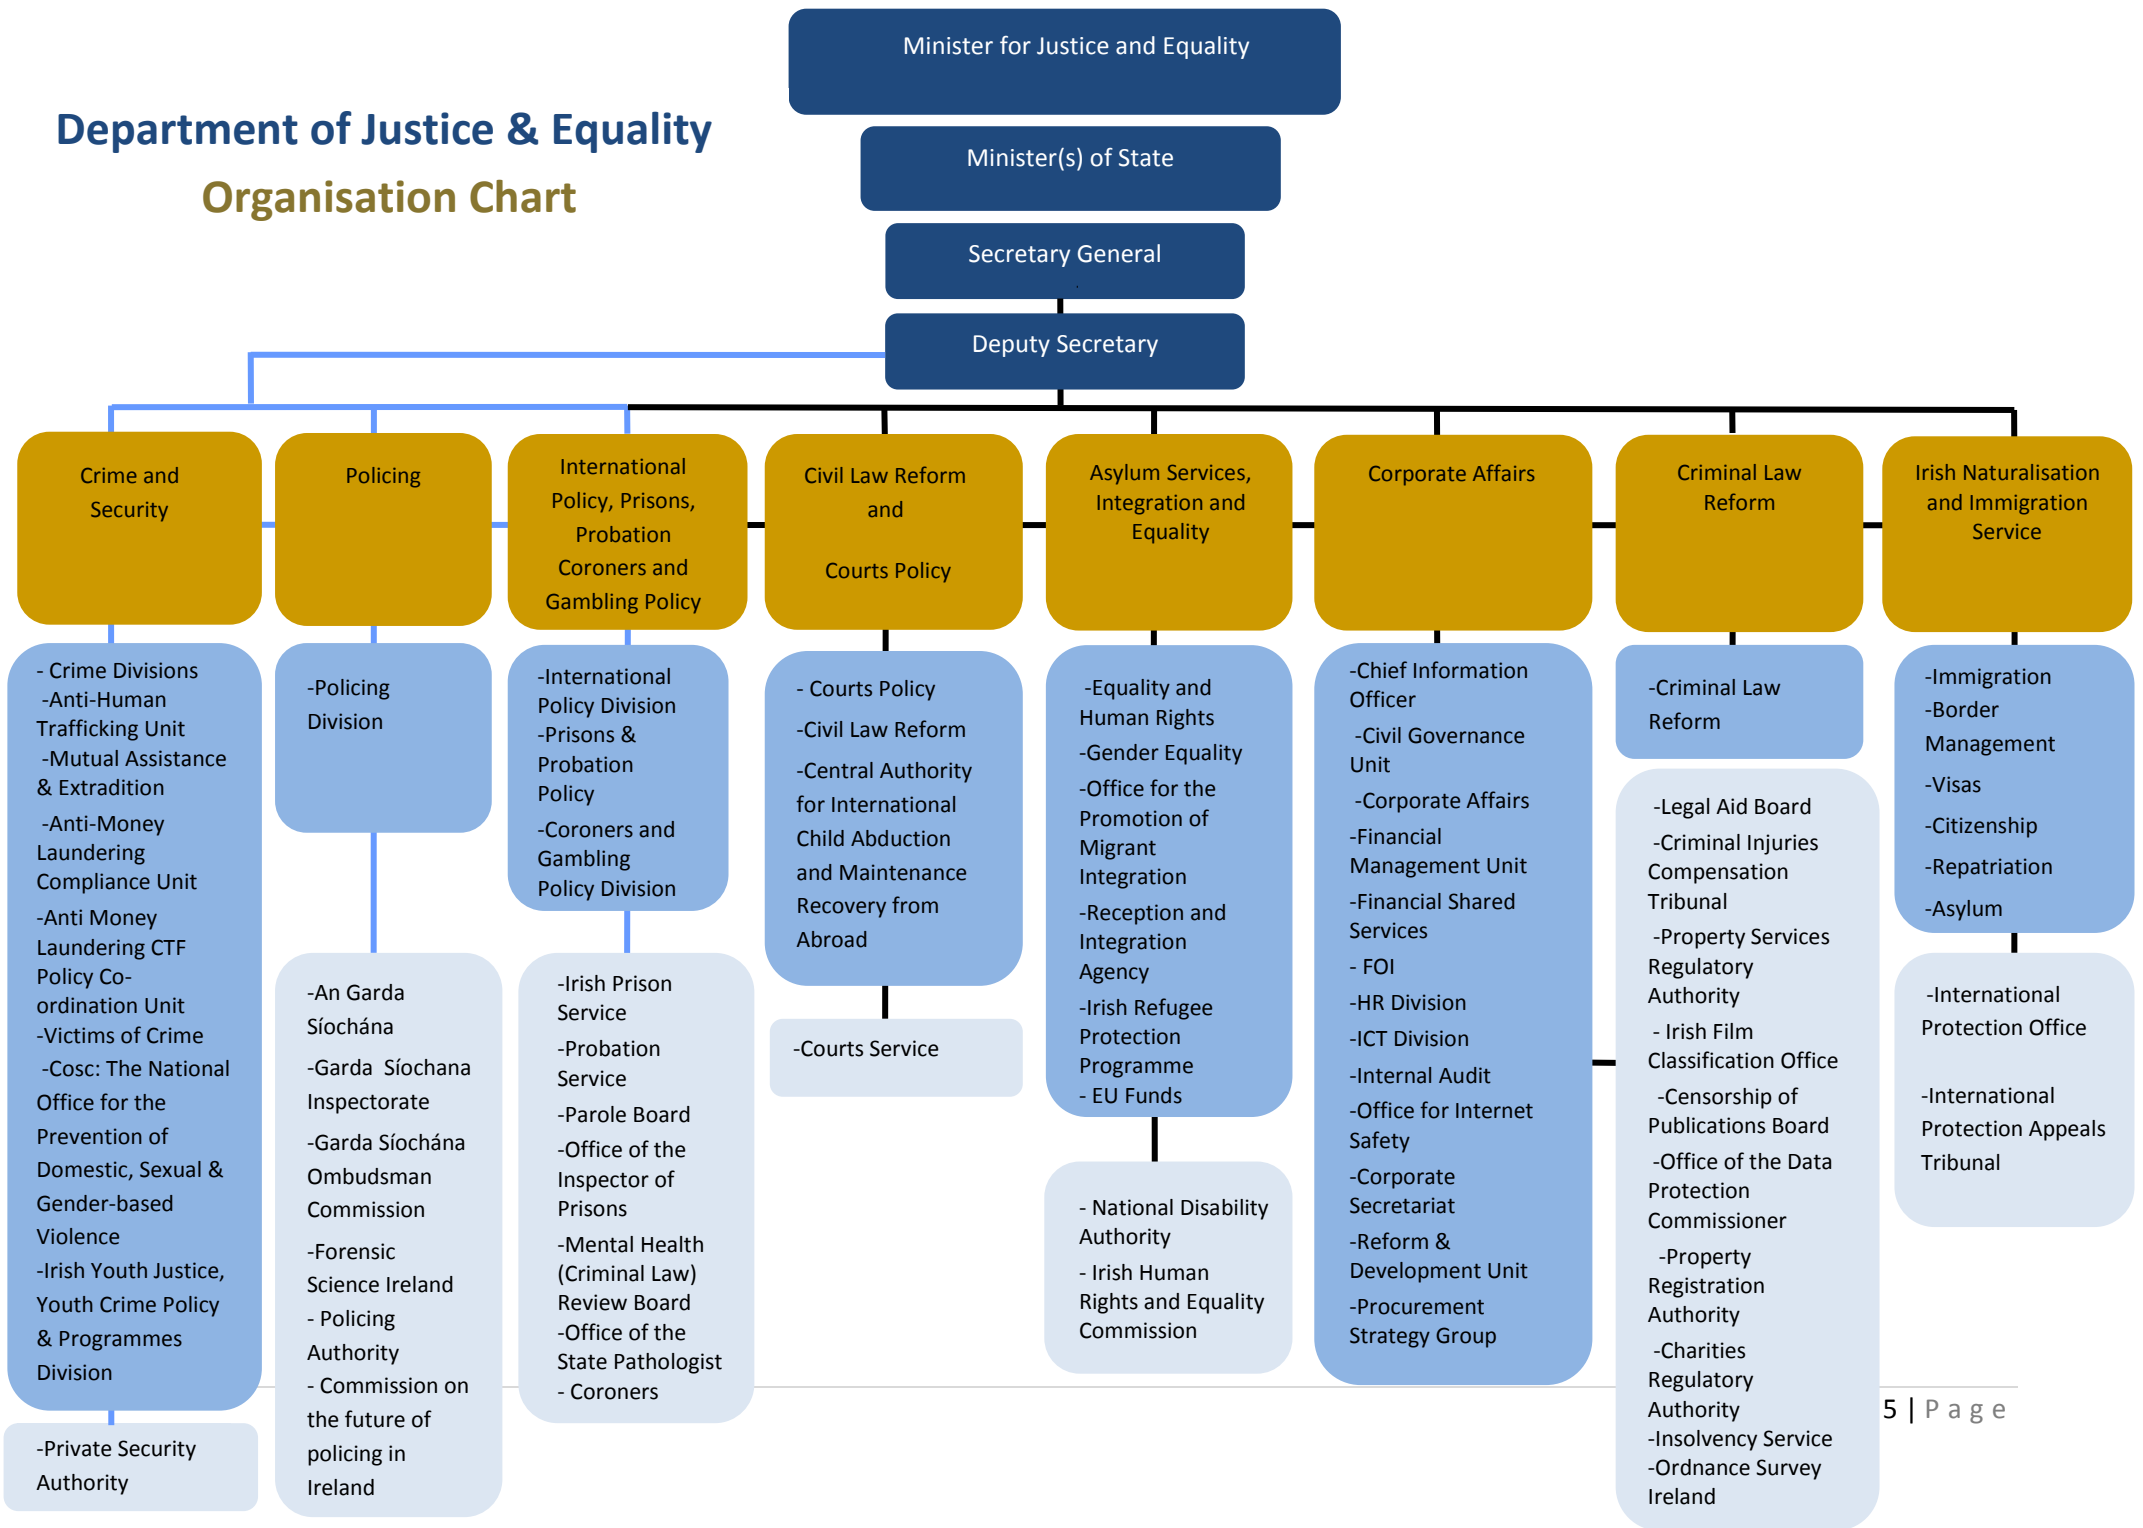 Minister for Justice and Equality
Department of Justice & Equality
Organisation Chart
Minister(s) of State
Secretary General
Deputy Secretary
Crime and
Security
Policing
International
Policy, Prisons,
Probation
Coroners and
Gambling Policy
Civil Law Reform
and
Courts Policy
Asylum Services,
Integration and
Equality
Corporate Affairs
Criminal Law
Reform
Irish Naturalisation
and Immigration
Service
- Crime Divisions
-Anti-Human
Trafficking Unit
-Mutual Assistance
& Extradition
-Anti-Money
Laundering
Compliance Unit
-Anti Money
Laundering CTF
Policy Co-
ordination Unit
-Victims of Crime
-Cosc: The National
Office for the
Prevention of
Domestic, Sexual &
Gender-based
Violence
-Irish Youth Justice,
Youth Crime Policy
& Programmes
Division
-Private Security
Authority
-Policing
Division
-An Garda
Síochána
-Garda  Síochana
Inspectorate
-Garda Síochána
Ombudsman
Commission
-Forensic
Science Ireland
- Policing
Authority
- Commission on
the future of
policing in
Ireland
-International
Policy Division
-Prisons &
Probation
Policy
-Coroners and
Gambling
Policy Division
-Irish Prison
Service
-Probation
Service
-Parole Board
-Office of the
Inspector of
Prisons
-Mental Health
(Criminal Law)
Review Board
-Office of the
State Pathologist
- Coroners
- Courts Policy
-Civil Law Reform
-Central Authority
for International
Child Abduction
and Maintenance
Recovery from
Abroad
-Courts Service
-Equality and
Human Rights
-Gender Equality
-Office for the
Promotion of
Migrant
Integration
-Reception and
Integration
Agency
-Irish Refugee
Protection
Programme
- EU Funds
- National Disability
Authority
- Irish Human
Rights and Equality
Commission
-Chief Information
Officer
-Civil Governance
Unit
-Corporate Affairs
-Financial
Management Unit
-Financial Shared
Services
- FOI
-HR Division
-ICT Division
-Internal Audit
-Office for Internet
Safety
-Corporate
Secretariat
-Reform &
Development Unit
-Procurement
Strategy Group
-Criminal Law
Reform
-Legal Aid Board
-Criminal Injuries
Compensation
Tribunal
-Property Services
Regulatory
Authority
- Irish Film
Classification Office
-Censorship of
Publications Board
-Office of the Data
Protection
Commissioner
-Property
Registration
Authority
-Charities
Regulatory
Authority
-Insolvency Service
-Ordnance Survey
Ireland
-Immigration
-Border
Management
-Visas
-Citizenship
-Repatriation
-Asylum
-International
Protection Office
-International
Protection Appeals
Tribunal
5 | P a g e